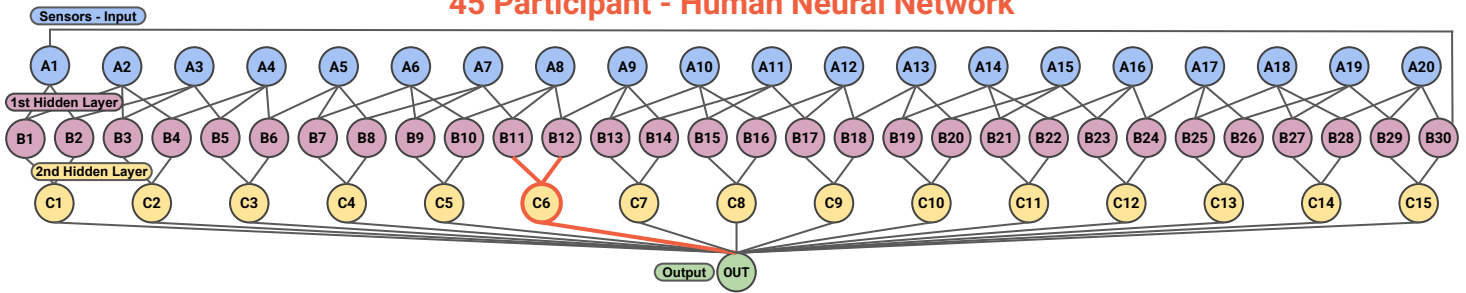 45 Participant - Human Neural Network
Sensors - Input
A1 A2 A3 A4 A5 A6 A7 A8 A9 A10 A11 A12 A13 A14 A15 A16 A17 A18 A19 A20
1st Hidden Layer
B1 B2 B3 B4 B5 B6 B7 B8 B9 B10 B11 B12 B13 B14 B15 B16 B17 B18 B19 B20 B21 B22 B23 B24 B25 B26 B27 B28 B29 B30
2nd Hidden Layer
C1 C2 C3 C4 C5 C6 C7 C8 C9 C10 C11 C12 C13 C14 C15
Output OUT